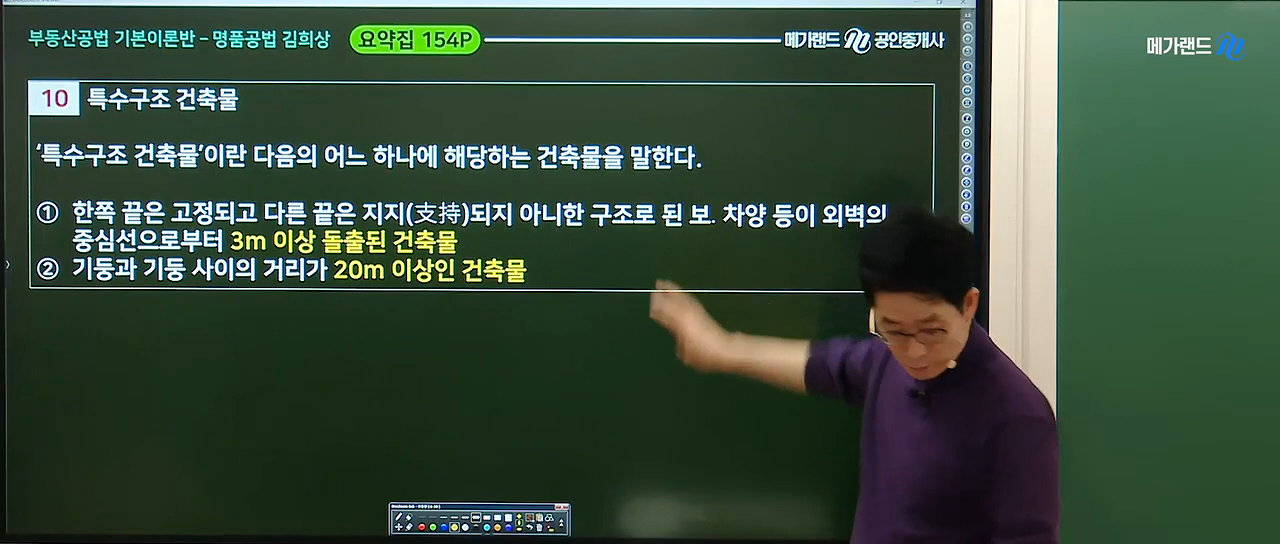 부동산공법 기본이론반 – 명품공법 김희상
요약집 154P
메가랜드 공인중개사
메가랜드
10 특수구조 건축물
'특수구조 건축물'이란 다음의 어느 하나에 해당하는 건축물을 말한다.
① 한쪽 끝은 고정되고 다른 끝은 지지(支持)되지 아니한 구조로 된 보. 차양 등이 외벽의
중심선으로부터 3m 이상 돌출된 건축물
② 기둥과 기둥 사이의 거리가 20m 이상인 건축물